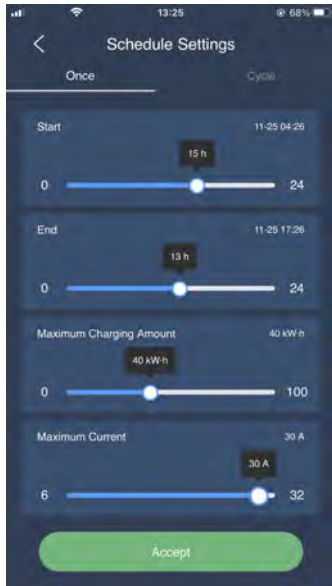 13:25
68%
Schedule Settings
Once Cycle
Start 11-25 04:26
15 h
0 24
End 11-25 17:26
13 h
0 24
Maximum Charging Amount 40 kW·h
40 kW·h
0 100
Maximum Current 30 A
30 A
6 32
Accept